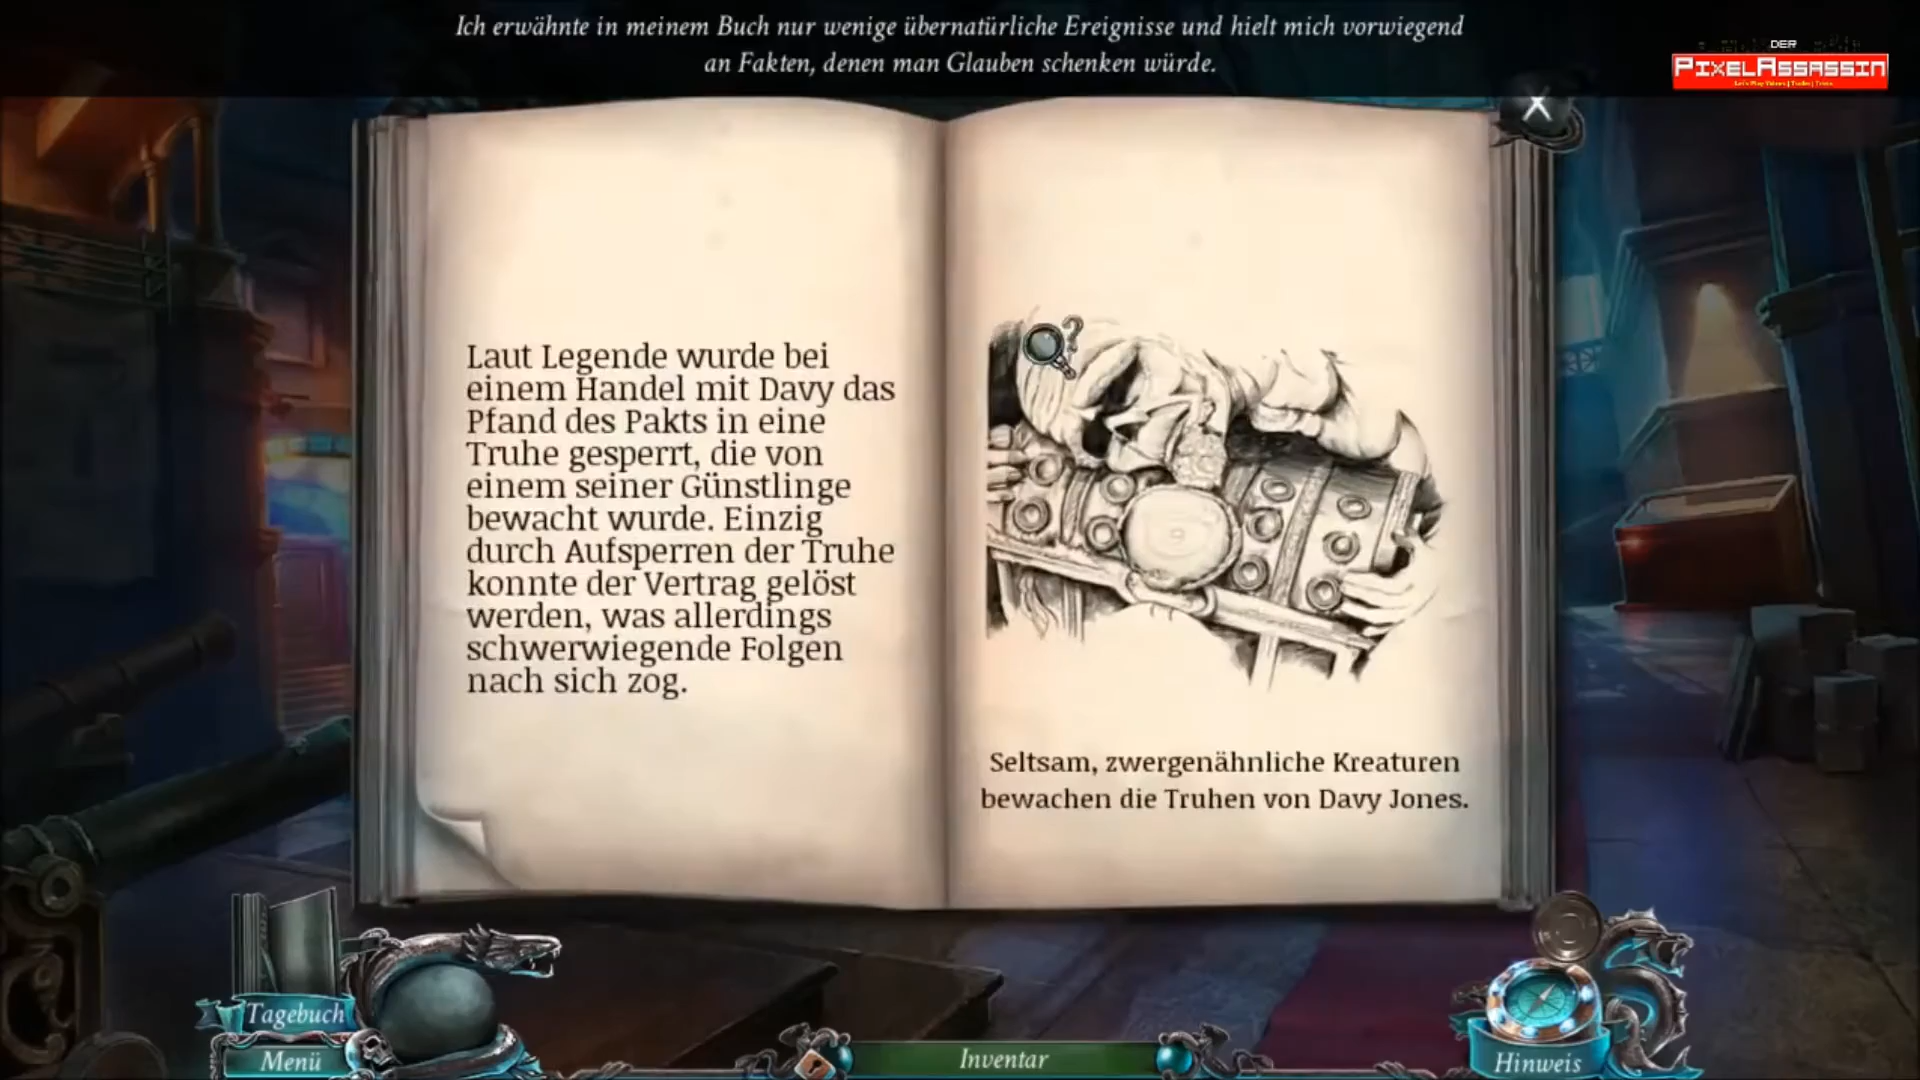 Ich erwähnte in meinem Buch nur wenige übernatürliche Ereignisse und hielt mich vorwiegend
an Fakten, denen man Glauben schenken würde.
DER
PIXELASSASSIN
X
Laut Legende wurde bei
einem Handel mit Davy das
Pfand des Pakts in eine
Truhe gesperrt, die von
einem seiner Günstlinge
bewacht wurde. Einzig
durch Aufsperren der Truhe
konnte der Vertrag gelöst
werden, was allerdings
schwerwiegende Folgen
nach sich zog.
Seltsam, zwergenähnliche Kreaturen
bewachen die Truhen von Davy Jones.
Tagebuch
Menü
Inventar
Hinweis